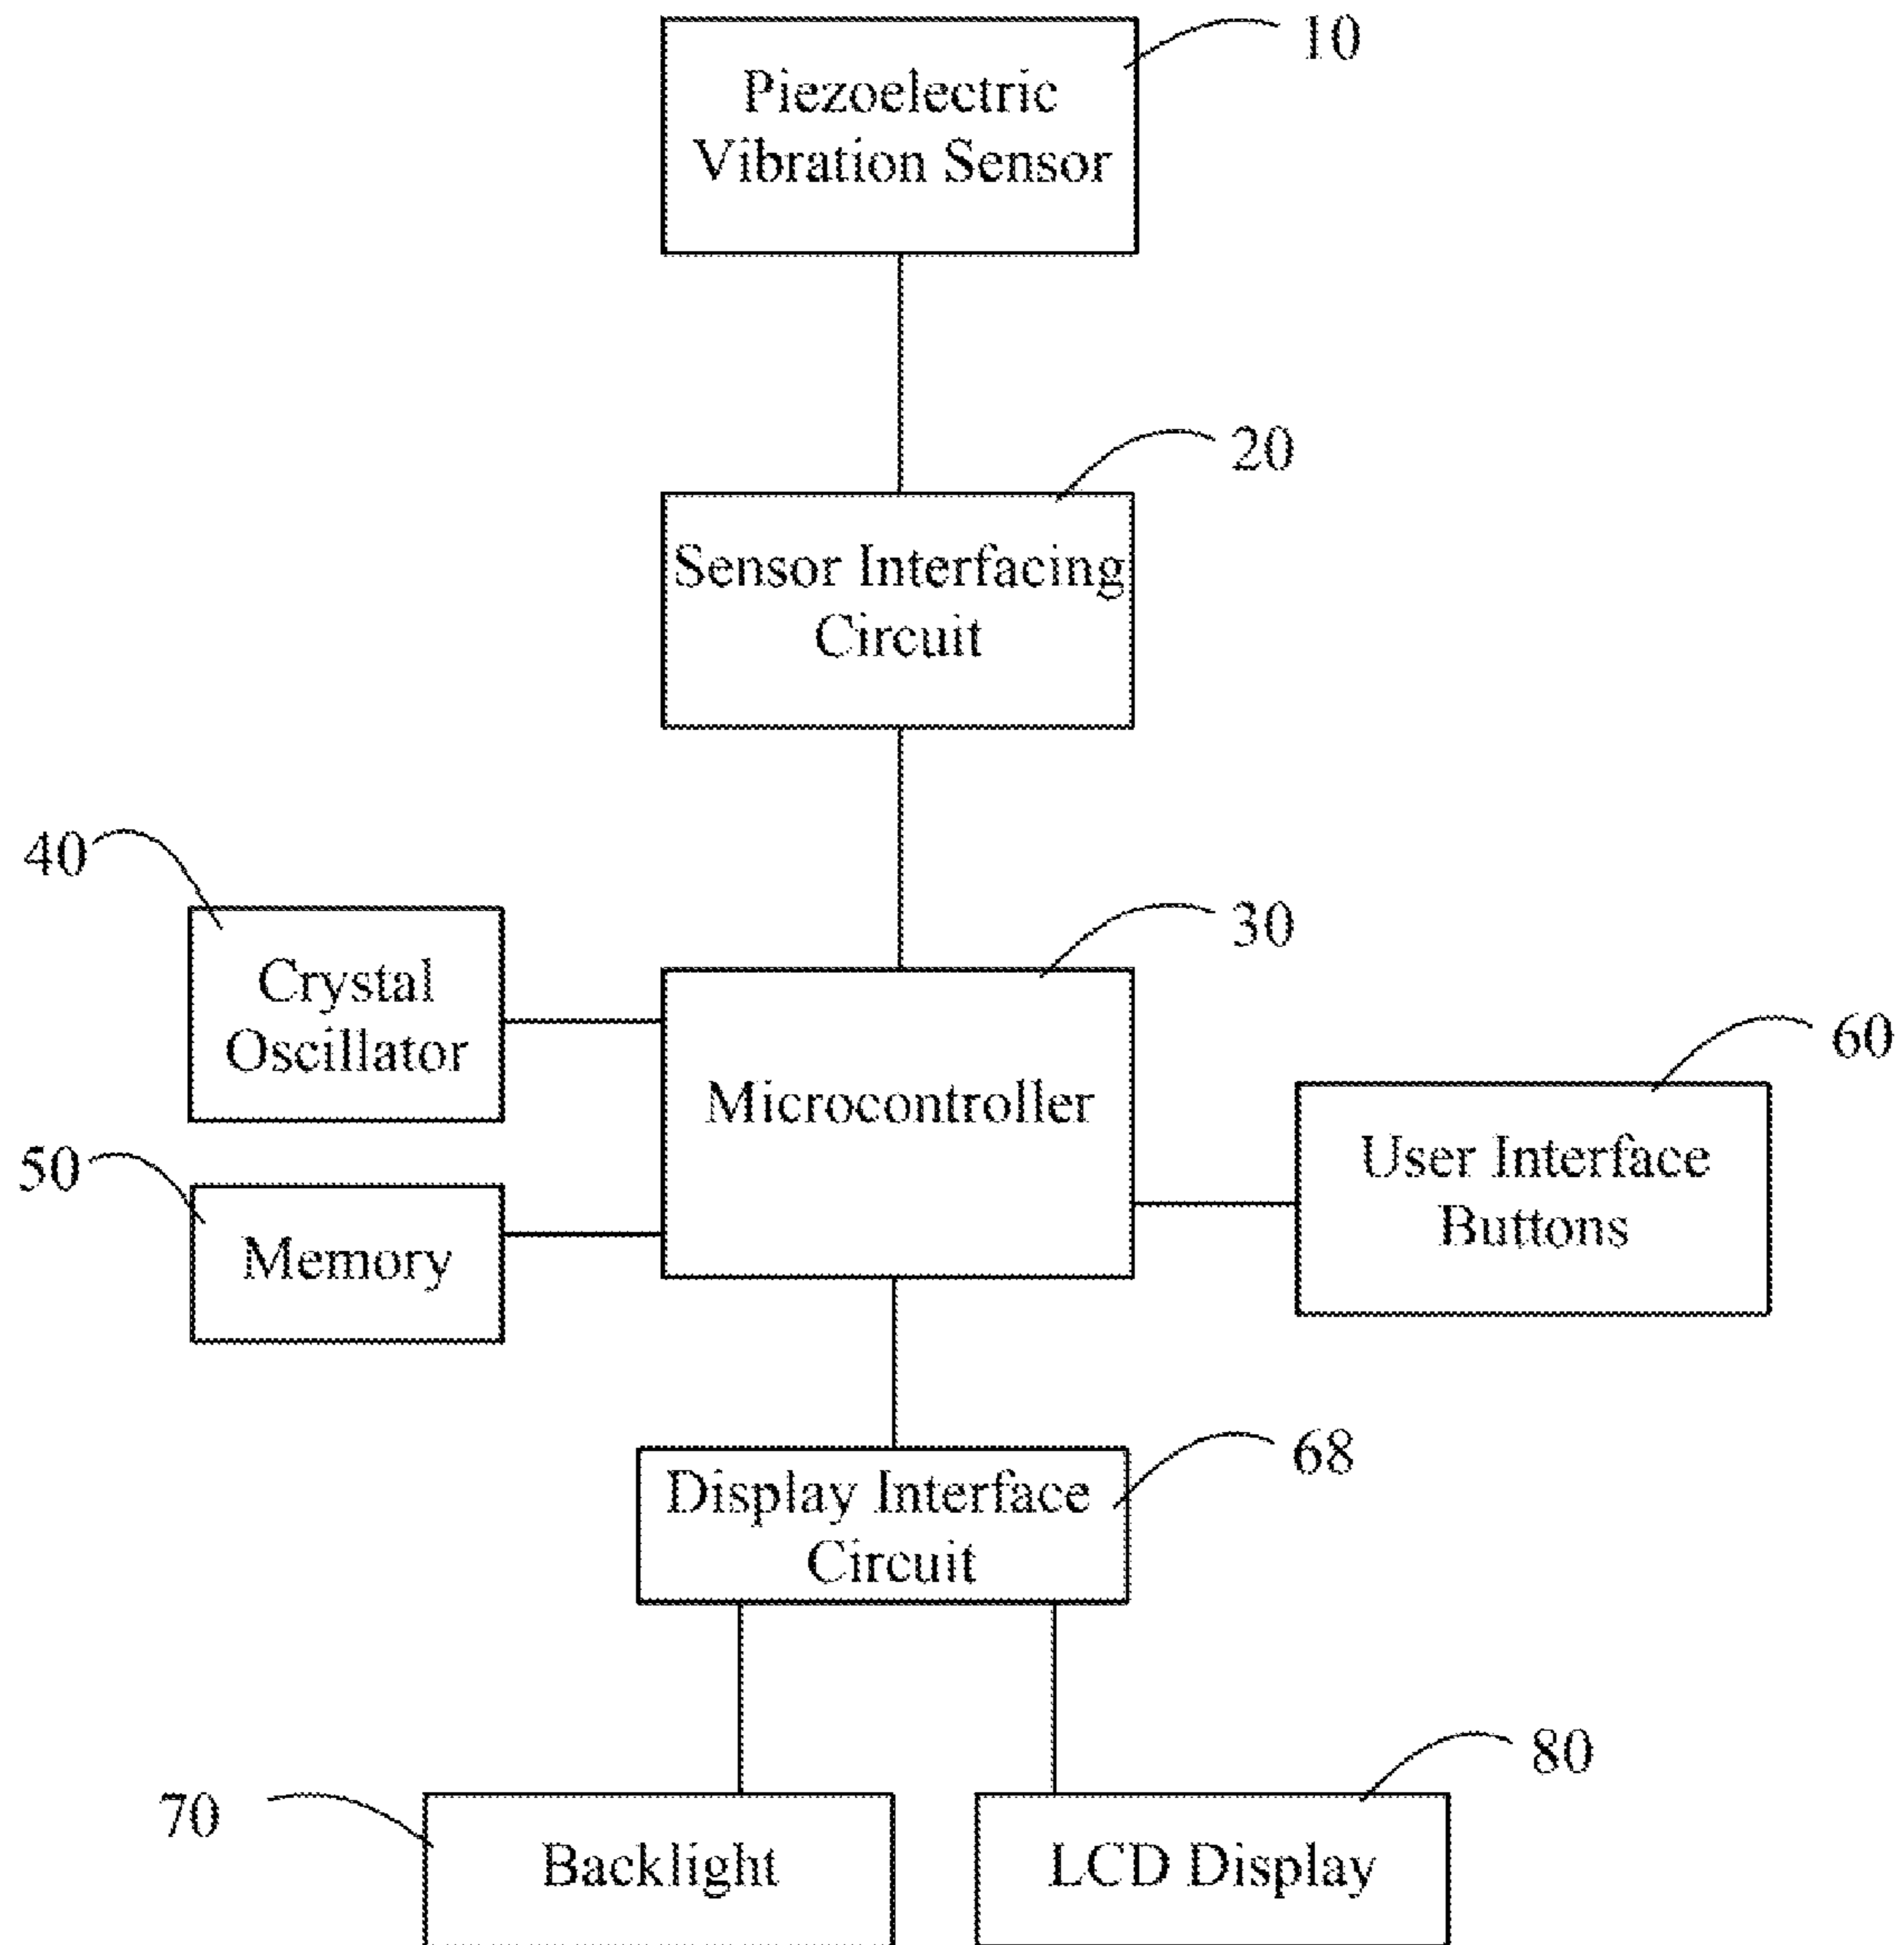 10
Piezoelectric
Vibration Sensor
20
Sensor Interfacing
Circuit
40
30
Crystal
Oscillator
60
Microcontroller
50
User Interface
Buttons
Memory
68
Display Interface
Circuit
80
70
Backlight
LCD Display